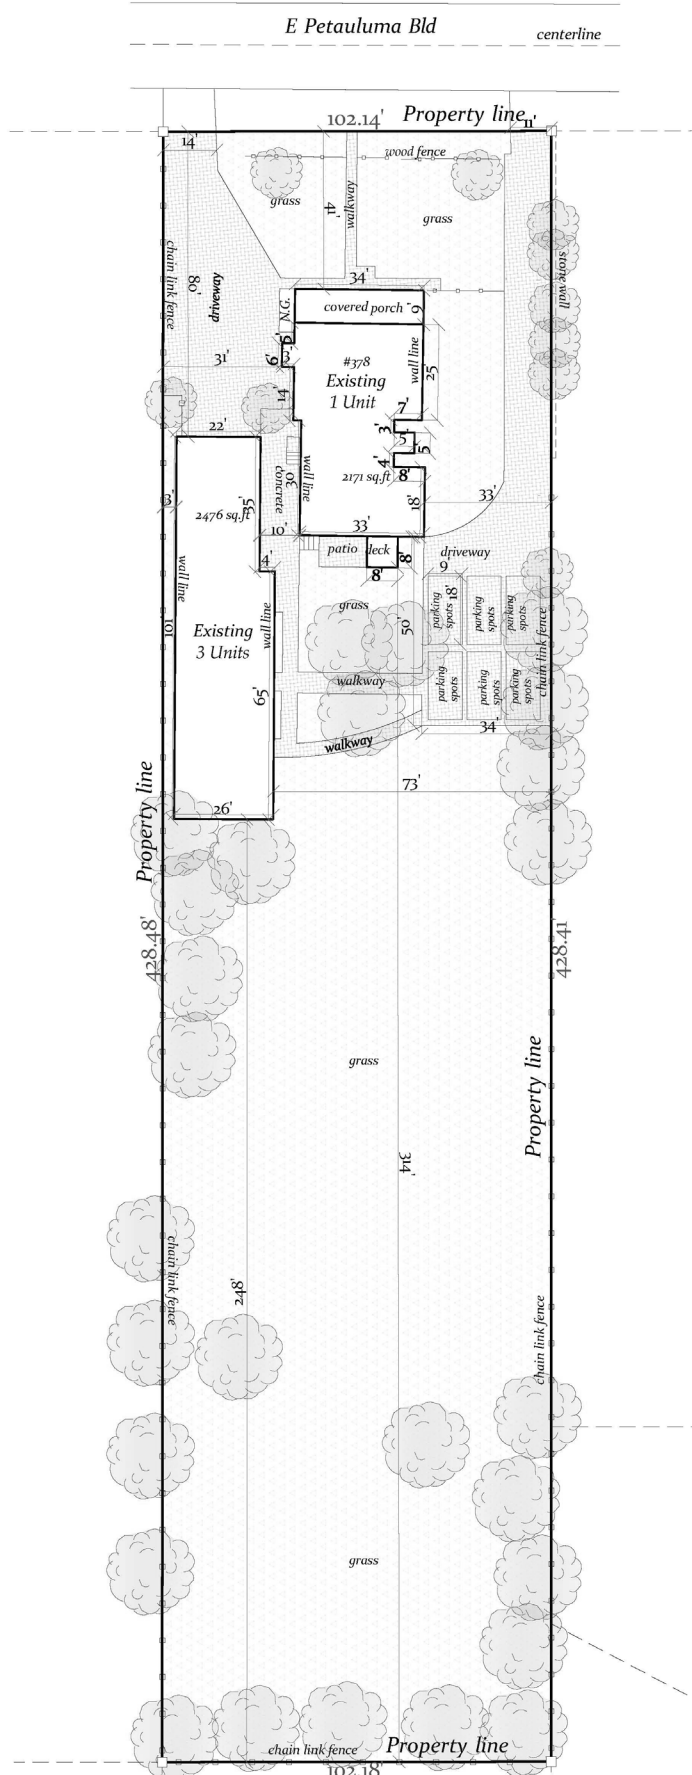 E Petauluma Bld
centerline
102.14'
Property line
11'
14'
wood fence
grass
41'
walkway
grass
chain link fence
80'
driveway
stone wall
34'
N.G.
covered porch
9'
6'
3'
6'
31'
#378
Existing
1 Unit
wall line
25'
14'
7'
3'
5'
5'
4'
8'
2171 sq.ft
18'
22'
3'
35'
2476 sq.ft
concrete
30'
wall line
33'
33'
10'
patio
deck
8'
8'
driveway
4'
9'
18'
wall line
101'
Existing
3 Units
wall line
65'
grass
50'
parking
spots
parking
spots
parking
spots
parking
spots
parking
spots
parking
spots
chain link fence
walkway
walkway
34'
73'
26'
Property line
428.48'
428.41'
Property line
grass
314'
248'
chain link fence
chain link fence
grass
chain link fence
Property line
102.18'